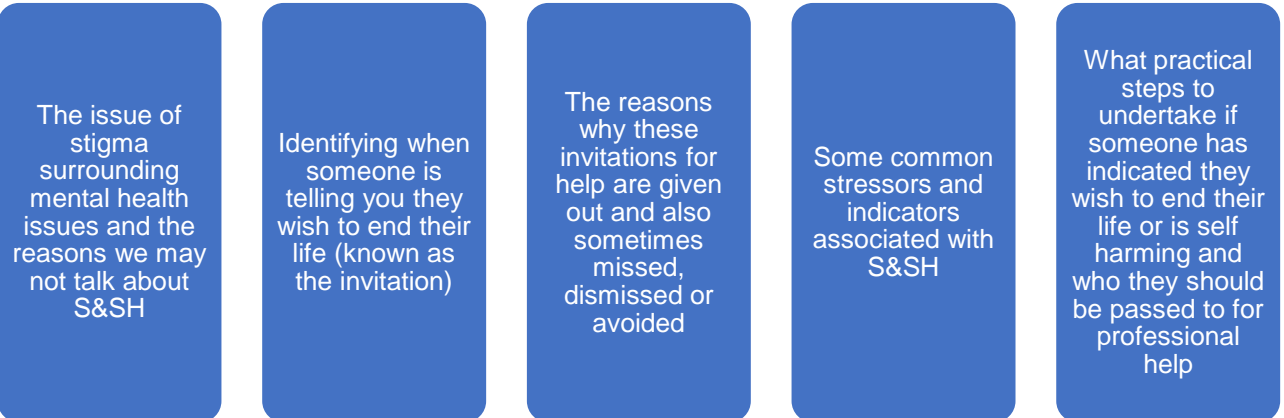 The issue of
stigma
surrounding
mental health
issues and the
reasons we may
not talk about
S&SH
Identifying when
someone is
telling you they
wish to end their
life (known as
the invitation)
The reasons
why these
invitations for
help are given
out and also
sometimes
missed,
dismissed or
avoided
Some common
stressors and
indicators
associated with
S&SH
What practical
steps to
undertake if
someone has
indicated they
wish to end their
life or is self
harming and
who they should
be passed to for
professional
help